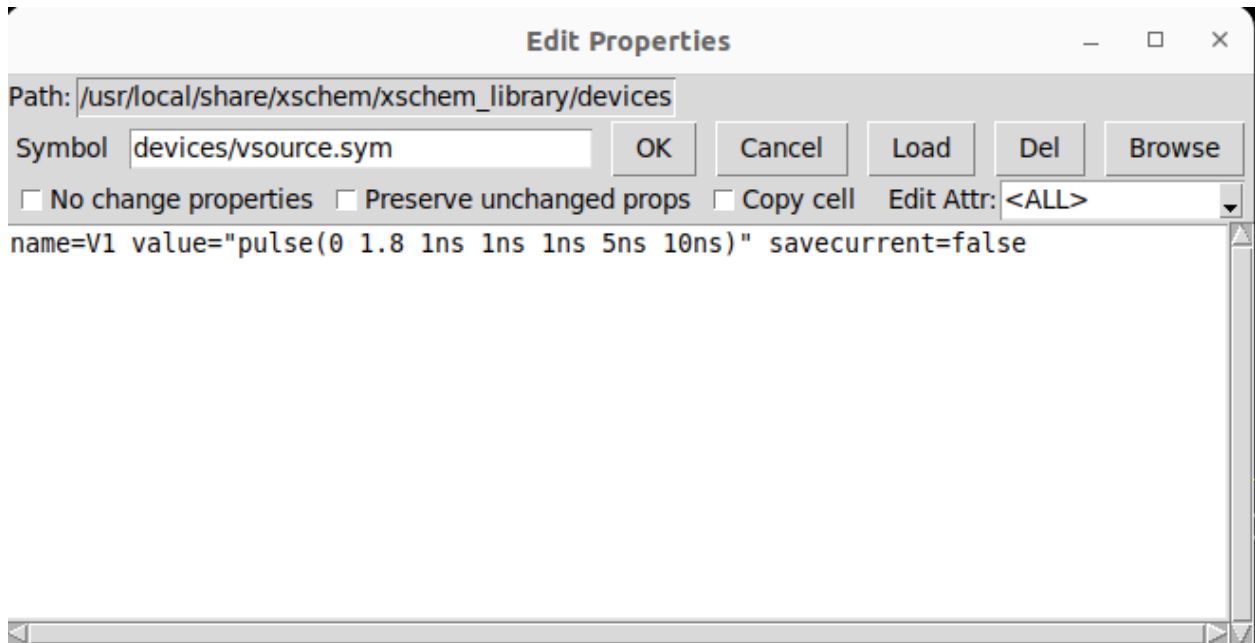 Edit Properties
Path: /usr/local/share/xschem/xschem_library/devices
Symbol devices/vsource.sym OK Cancel Load Del Browse
No change properties Preserve unchanged props Copy cell Edit Attr: <ALL>
name=V1 value="pulse(0 1.8 1ns 1ns 1ns 5ns 10ns)" savecurrent=false